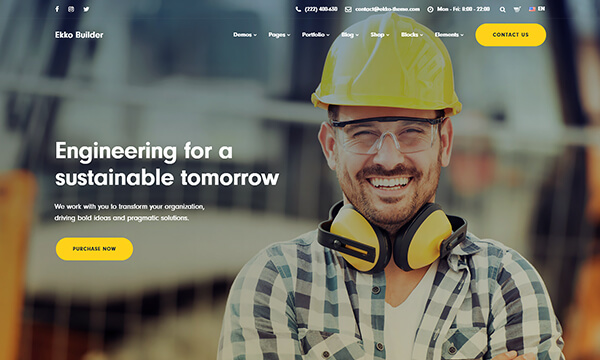 (222) 400-630 contact@ekko-theme.com Mon - Fri: 8:00 - 22:00 EN
Ekko Builder Demos Pages Portfolio Blog Shop Blocks Elements CONTACT US
Engineering for a
sustainable tomorrow
We work with you to transform your organization,
driving bold ideas and pragmatic solutions.
PURCHASE NOW